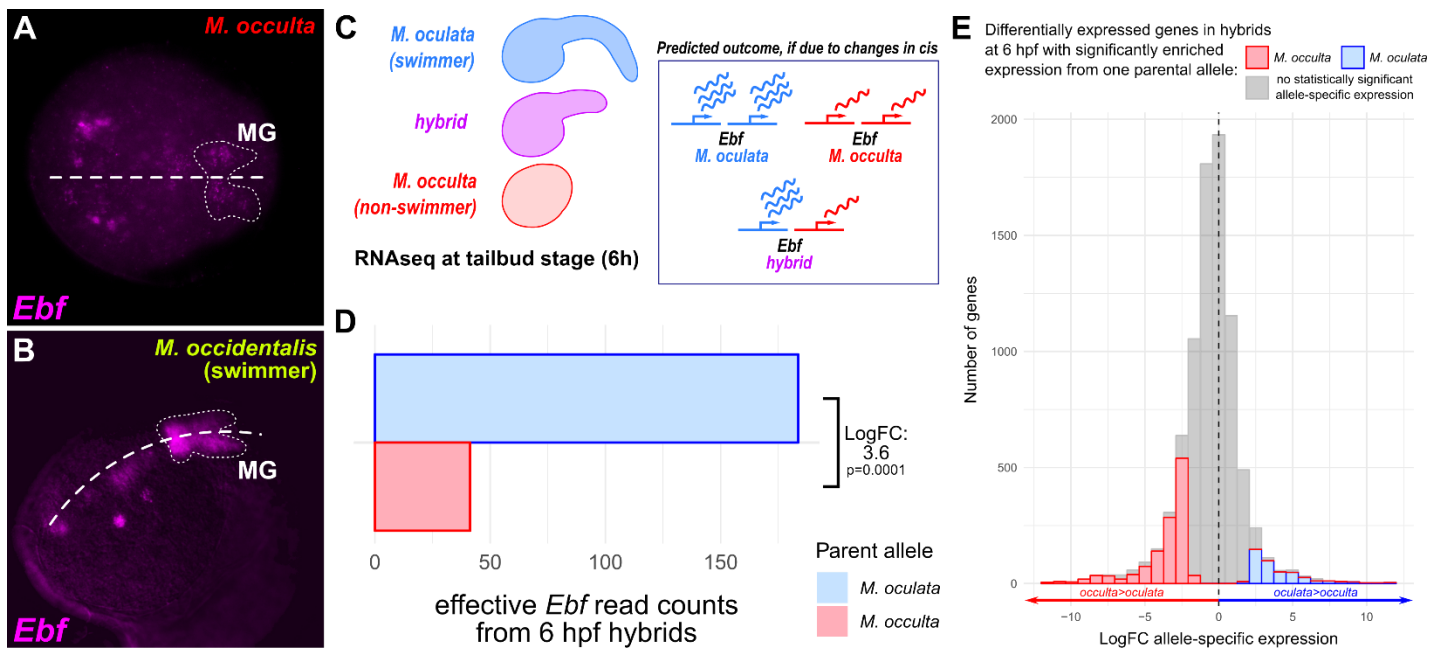 A
M. occulta
MG
Ebf
B
M. occidentalis
(swimmer)
MG
Ebf
C
M. oculata
(swimmer)
hybrid
M. occulta
(non-swimmer)
RNAseq at tailbud stage (6h)
Predicted outcome, if due to changes in cis
Ebf
M. oculata
Ebf
M. occulta
Ebf
hybrid
D
LogFC:
3.6
p=0.0001
0 50 100 150
effective Ebf read counts
from 6 hpf hybrids
Parent allele
M. oculata
M. occulta
E
Differentially expressed genes in hybrids
at 6 hpf with significantly enriched
expression from one parental allele:
M. occulta M. oculata
no statistically significant
allele-specific expression
Number of genes
2000
1500
1000
500
0
occulta>oculata oculata>occulta
−10 −5 0 5 10
LogFC allele-specific expression